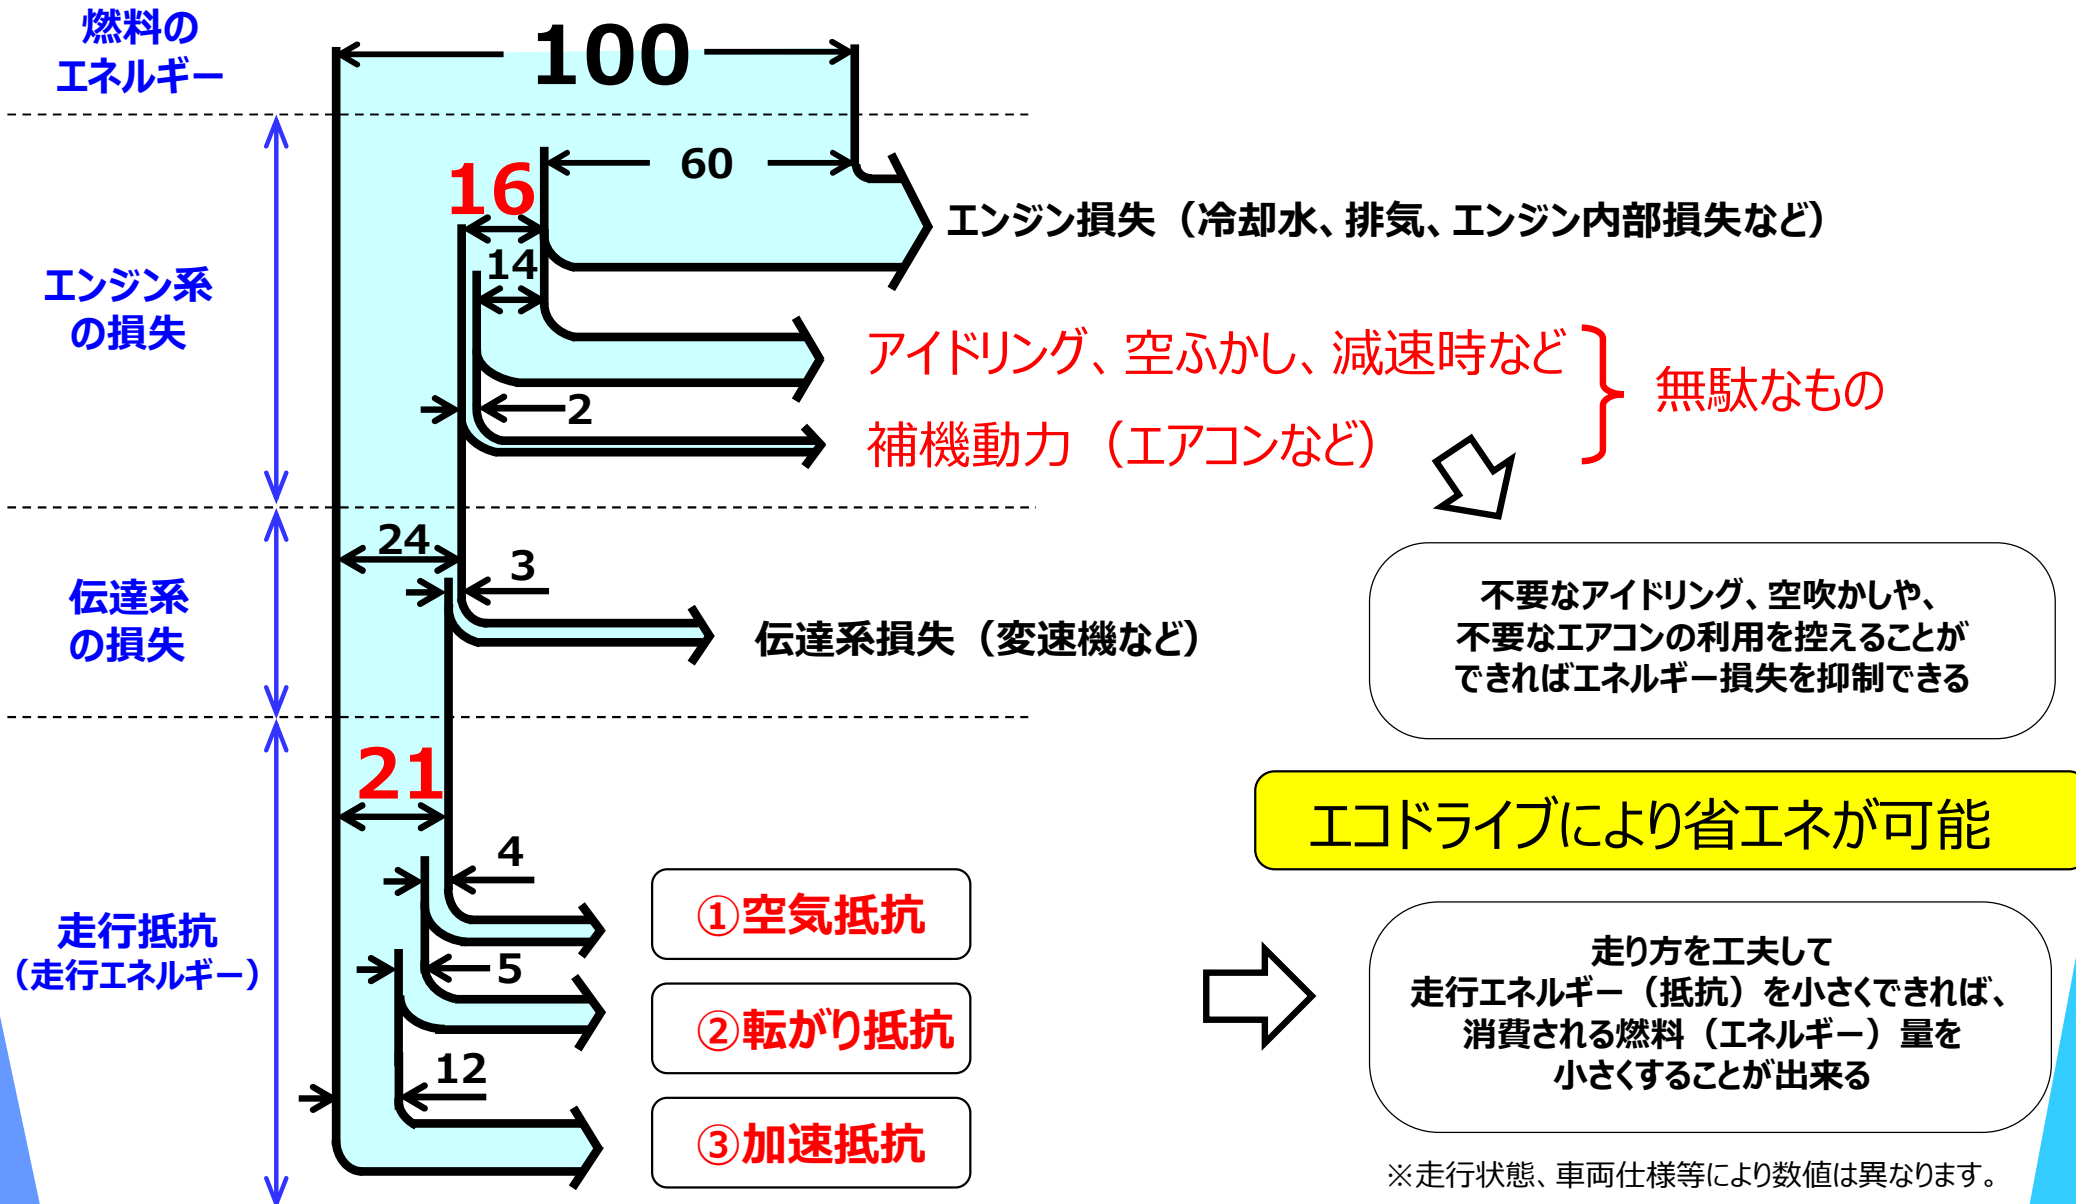 燃料の
エネルギー
100
60
16
エンジン損失（冷却水、排気、エンジン内部損失など）
14
エンジン系
の損失
アイドリング、空ふかし、減速時など
無駄なもの
2
補機動力（エアコンなど）
24
3
伝達系
の損失
伝達系損失（変速機など）
不要なアイドリング、空吹かしや、
不要なエアコンの利用を控えることが
できればエネルギー損失を抑制できる
21
エコドライブにより省エネが可能
4
①空気抵抗
走行抵抗
（走行エネルギー）
5
②転がり抵抗
走り方を工夫して
走行エネルギー（抵抗）を小さくできれば、
消費される燃料（エネルギー）量を
小さくすることが出来る
12
③加速抵抗
※走行状態、車両仕様等により数値は異なります。